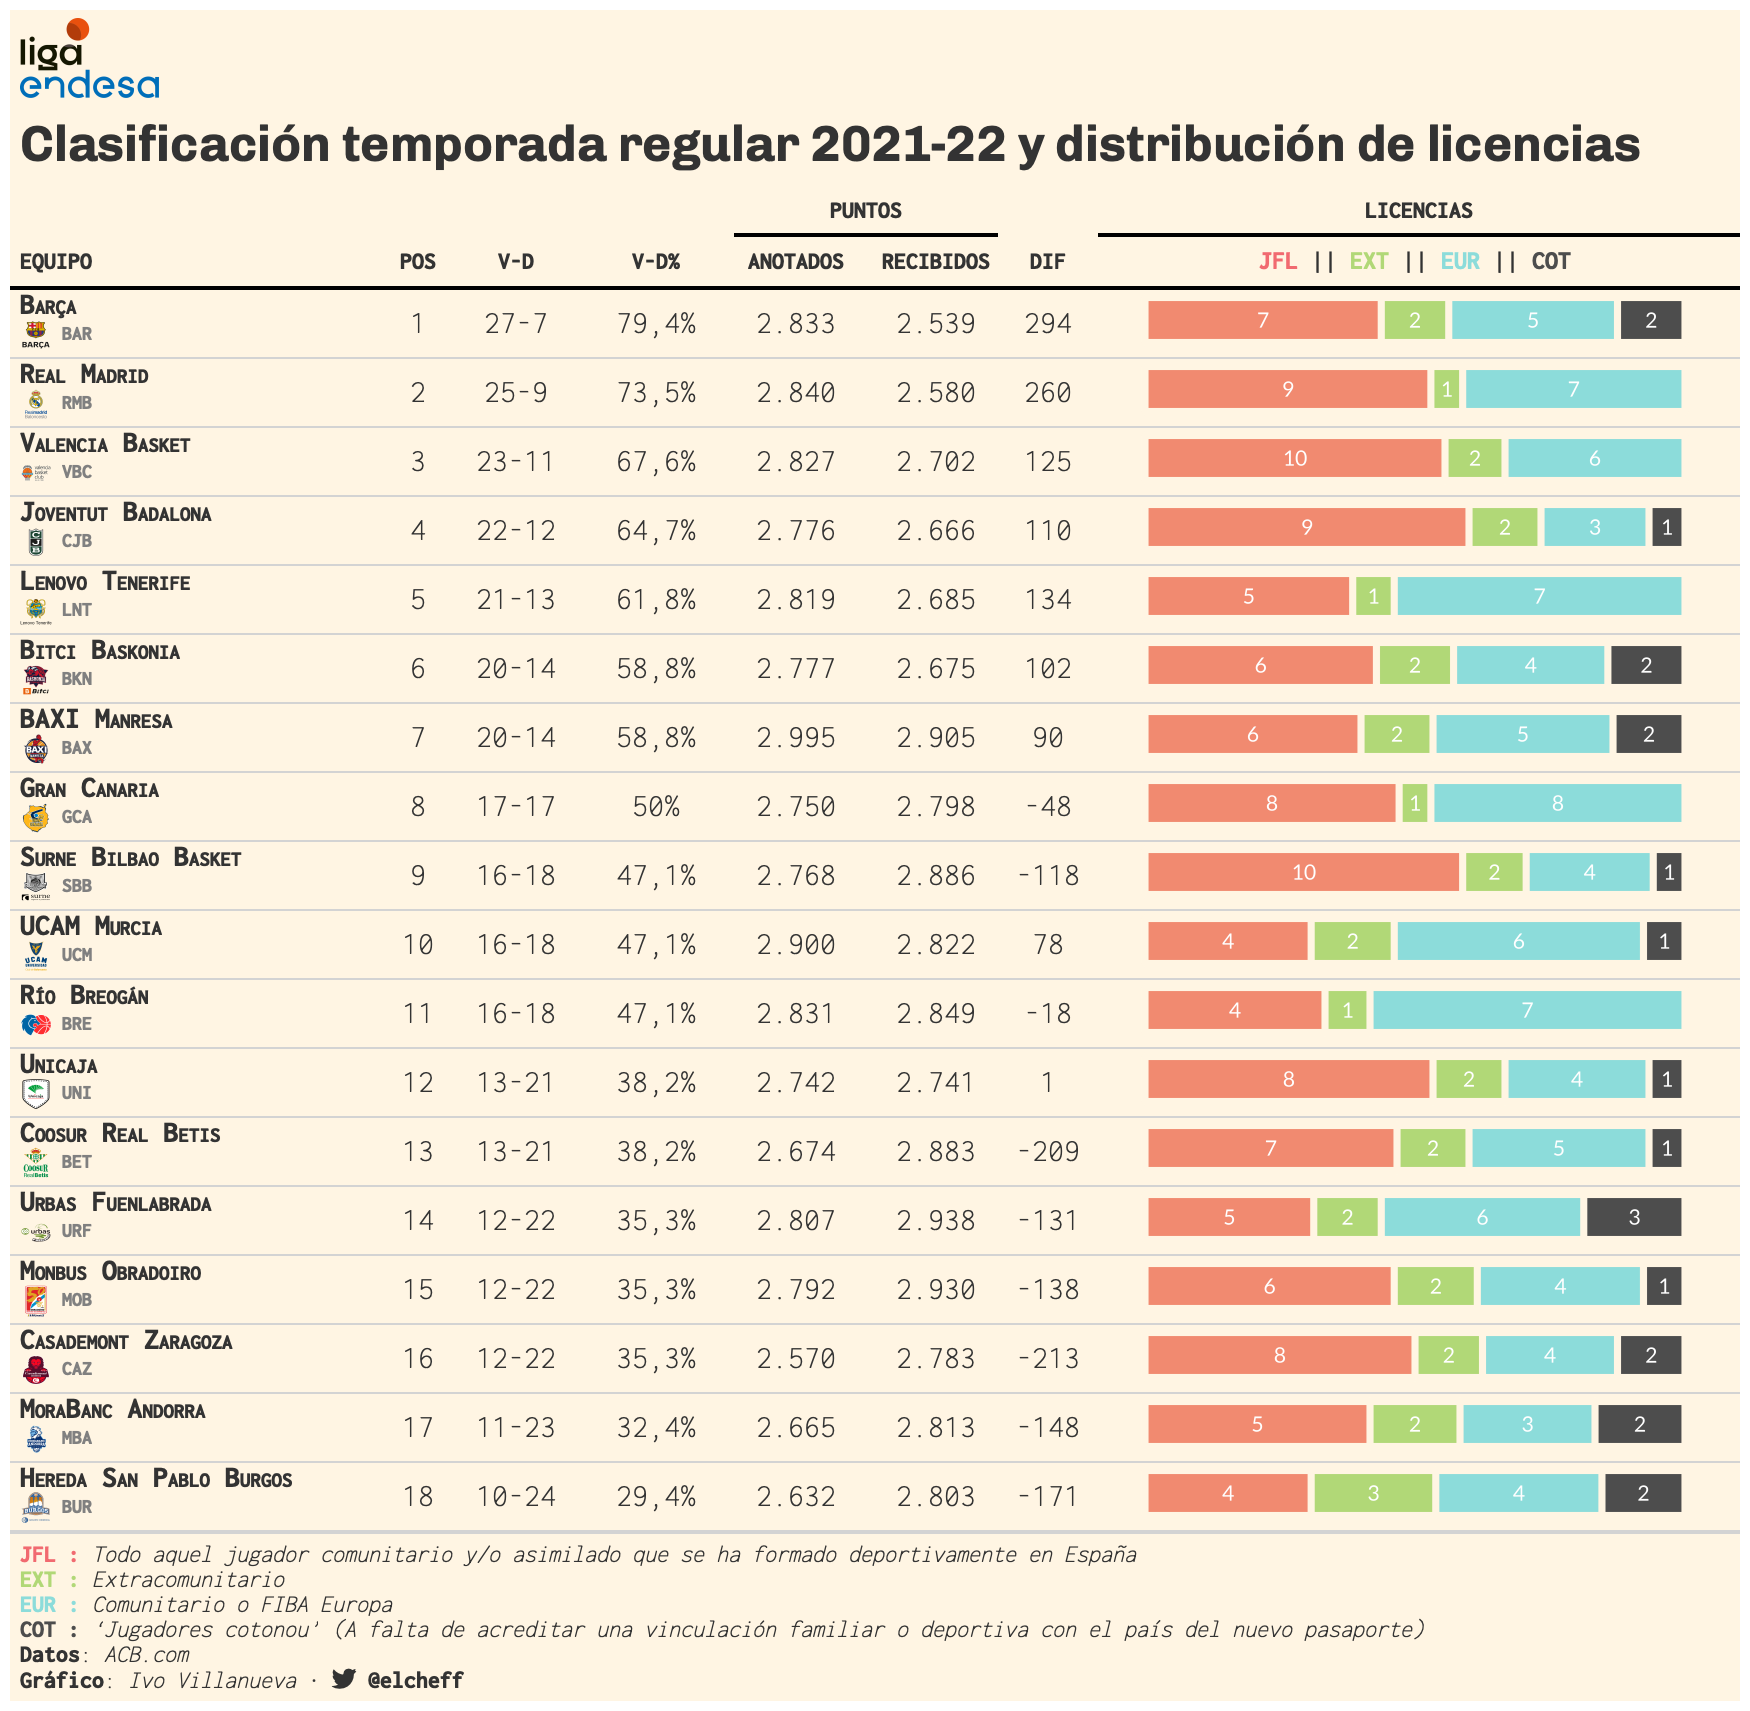 liga
endesa
Clasificación temporada regular 2021-22 y distribución de licencias
PUNTOS LICENCIAS
EQUIPO POS V-D V-D% ANOTADOS RECIBIDOS DIF JFL || EXT || EUR || COT
Barça
BARÇA BAR 1 27-7 79,4% 2.833 2.539 294 7 2 5 2
Real Madrid
RMB 2 25-9 73,5% 2.840 2.580 260 9 1 7
Valencia Basket
VBC 3 23-11 67,6% 2.827 2.702 125 10 2 6
Joventut Badalona
CJB CJB 4 22-12 64,7% 2.776 2.666 110 9 2 3 1
Lenovo Tenerife
Lenovo Tenerife LNT 5 21-13 61,8% 2.819 2.685 134 5 1 7
Bitci Baskonia
Bitci BKN 6 20-14 58,8% 2.777 2.675 102 6 2 4 2
BAXI Manresa
BAXI BAX 7 20-14 58,8% 2.995 2.905 90 6 2 5 2
Gran Canaria
GCA 8 17-17 50% 2.750 2.798 -48 8 1 8
Surne Bilbao Basket
surne SBB 9 16-18 47,1% 2.768 2.886 -118 10 2 4 1
UCAM Murcia
UCAM UCM 10 16-18 47,1% 2.900 2.822 78 4 2 6 1
Río Breogán
BRE 11 16-18 47,1% 2.831 2.849 -18 4 1 7
Unicaja
UNI 12 13-21 38,2% 2.742 2.741 1 8 2 4 1
Coosur Real Betis
COOSUR RealBetis BET 13 13-21 38,2% 2.674 2.883 -209 7 2 5 1
Urbas Fuenlabrada
urbas URF 14 12-22 35,3% 2.807 2.938 -131 5 2 6 3
Monbus Obradoiro
MOB 15 12-22 35,3% 2.792 2.930 -138 6 2 4 1
Casademont Zaragoza
CAZ 16 12-22 35,3% 2.570 2.783 -213 8 2 4 2
MoraBanc Andorra
MBA 17 11-23 32,4% 2.665 2.813 -148 5 2 3 2
Hereda San Pablo Burgos
BUR 18 10-24 29,4% 2.632 2.803 -171 4 3 4 2
JFL : Todo aquel jugador comunitario y/o asimilado que se ha formado deportivamente en España
EXT : Extracomunitario
EUR : Comunitario o FIBA Europa
COT : ‘Jugadores cotonou’ (A falta de acreditar una vinculación familiar o deportiva con el país del nuevo pasaporte)
Datos: ACB.com
Gráfico: Ivo Villanueva · @elcheff